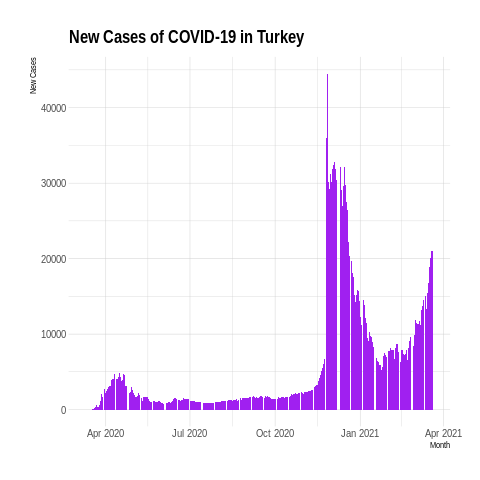 New Cases of COVID-19 in Turkey
New Cases
40000
30000
20000
10000
0
Apr 2020 Jul 2020 Oct 2020 Jan 2021 Apr 2021
Month